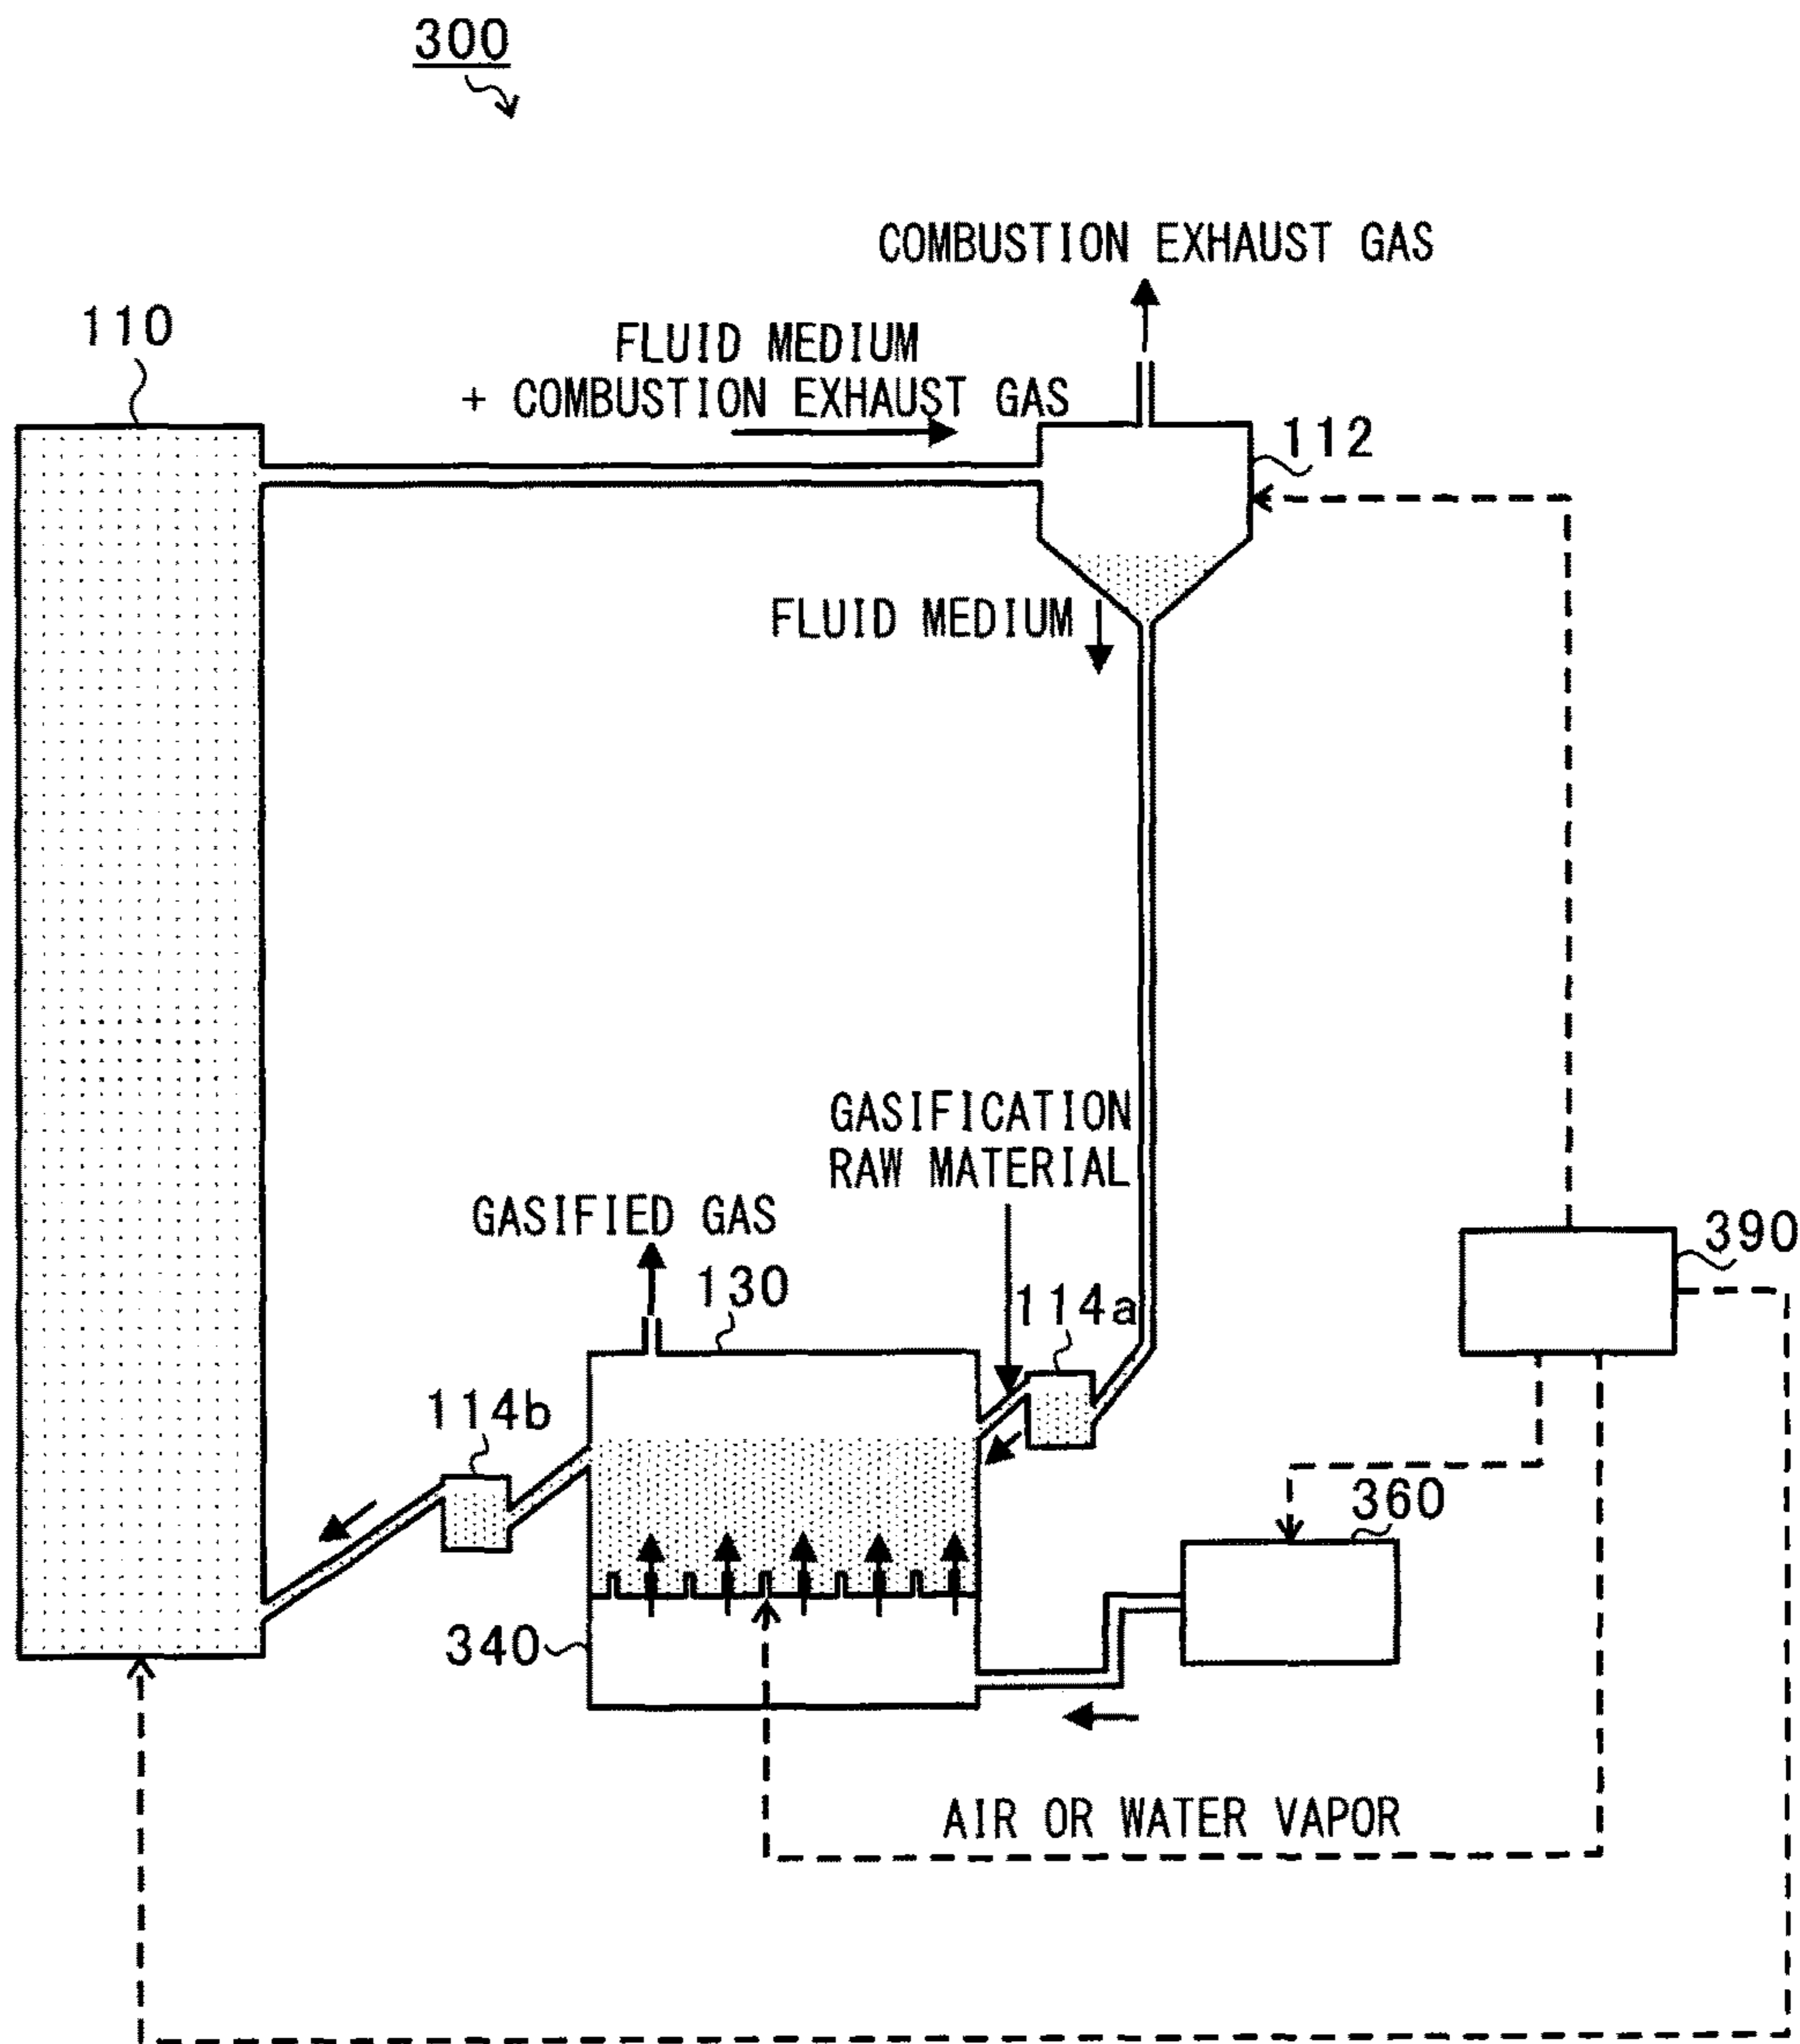 300
COMBUSTION EXHAUST GAS
110
FLUID MEDIUM
+ COMBUSTION EXHAUST GAS
112
FLUID MEDIUM
GASIFICATION
RAW MATERIAL
GASIFIED GAS
390
130
114a
114b
360
340
AIR OR WATER VAPOR